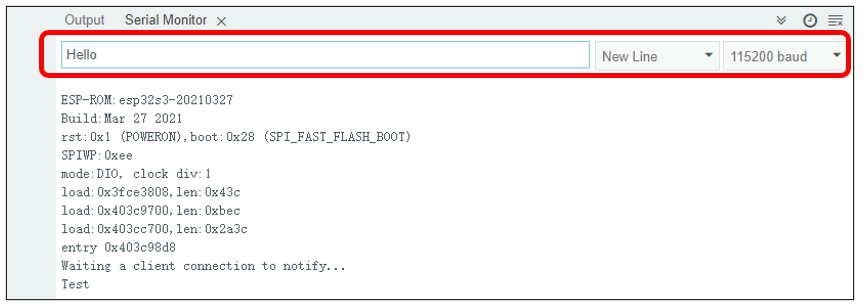 Output Serial Monitor
Hello New Line 115200 baud
ESP-ROM:esp32s3-20210327
Build:Mar 27 2021
rst:0x1 (POWERON),boot:0x28 (SPI_FAST_FLASH_BOOT)
SPIWP:0xee
mode:DIO, clock div:1
load:0x3fce3808,len:0x43c
load:0x403c9700,len:0xbec
load:0x403cc700,len:0x2a3c
entry 0x403c98d8
Waiting a client connection to notify...
Test